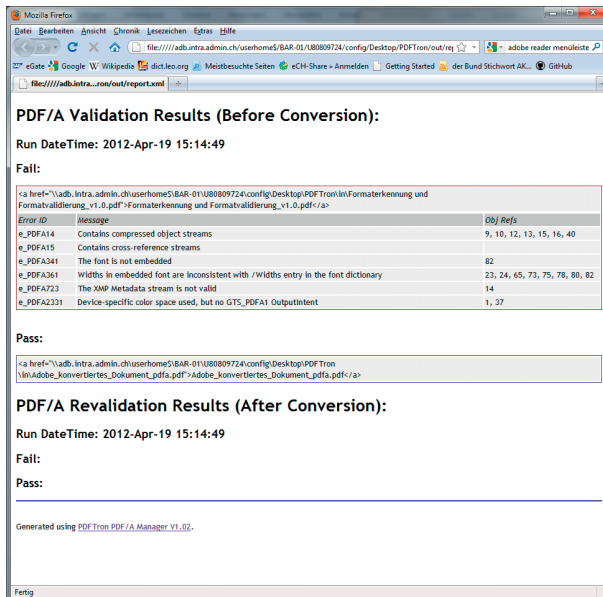 Mozilla Firefox
Datei Bearbeiten Ansicht Chronik Lesezeichen Extras Hilfe
file://///adb.intra.admin.ch/userhome$/BAR-01/U80809724/config/Desktop/PDFTron/out/rep adobe reader menüleiste
eGate Google Wikipedia dict.leo.org Meistbesuchte Seiten eCH-Share » Anmelden Getting Started der Bund Stichwort AK... GitHub
file://///adb.intra...ron/out/report.xml
PDF/A Validation Results (Before Conversion):
Run DateTime: 2012-Apr-19 15:14:49
Fail:
<a href="\\adb.intra.admin.ch\userhome$\BAR-01\U80809724\config\Desktop\PDFTron\in\Formaterkennung und
Formatvalidierung_v1.0.pdf">Formaterkennung und Formatvalidierung_v1.0.pdf</a>
Error ID Message Obj Refs
e_PDFA14 Contains compressed object streams 9, 10, 12, 13, 15, 16, 40
e_PDFA15 Contains cross-reference streams
e_PDFA341 The font is not embedded 82
e_PDFA361 Widths in embedded font are inconsistent with /Widths entry in the font dictionary 23, 24, 65, 73, 75, 78, 80, 82
e_PDFA723 The XMP Metadata stream is not valid 14
e_PDFA2331 Device-specific color space used, but no GTS_PDFA1 OutputIntent 1, 37
Pass:
<a href="\\adb.intra.admin.ch\userhome$\BAR-01\U80809724\config\Desktop\PDFTron
\in\Adobe_konvertiertes_Dokument_pdfa.pdf">Adobe_konvertiertes_Dokument_pdfa.pdf</a>
PDF/A Revalidation Results (After Conversion):
Run DateTime: 2012-Apr-19 15:14:49
Fail:
Pass:
Generated using PDFTron PDF/A Manager V1.02.
Fertig